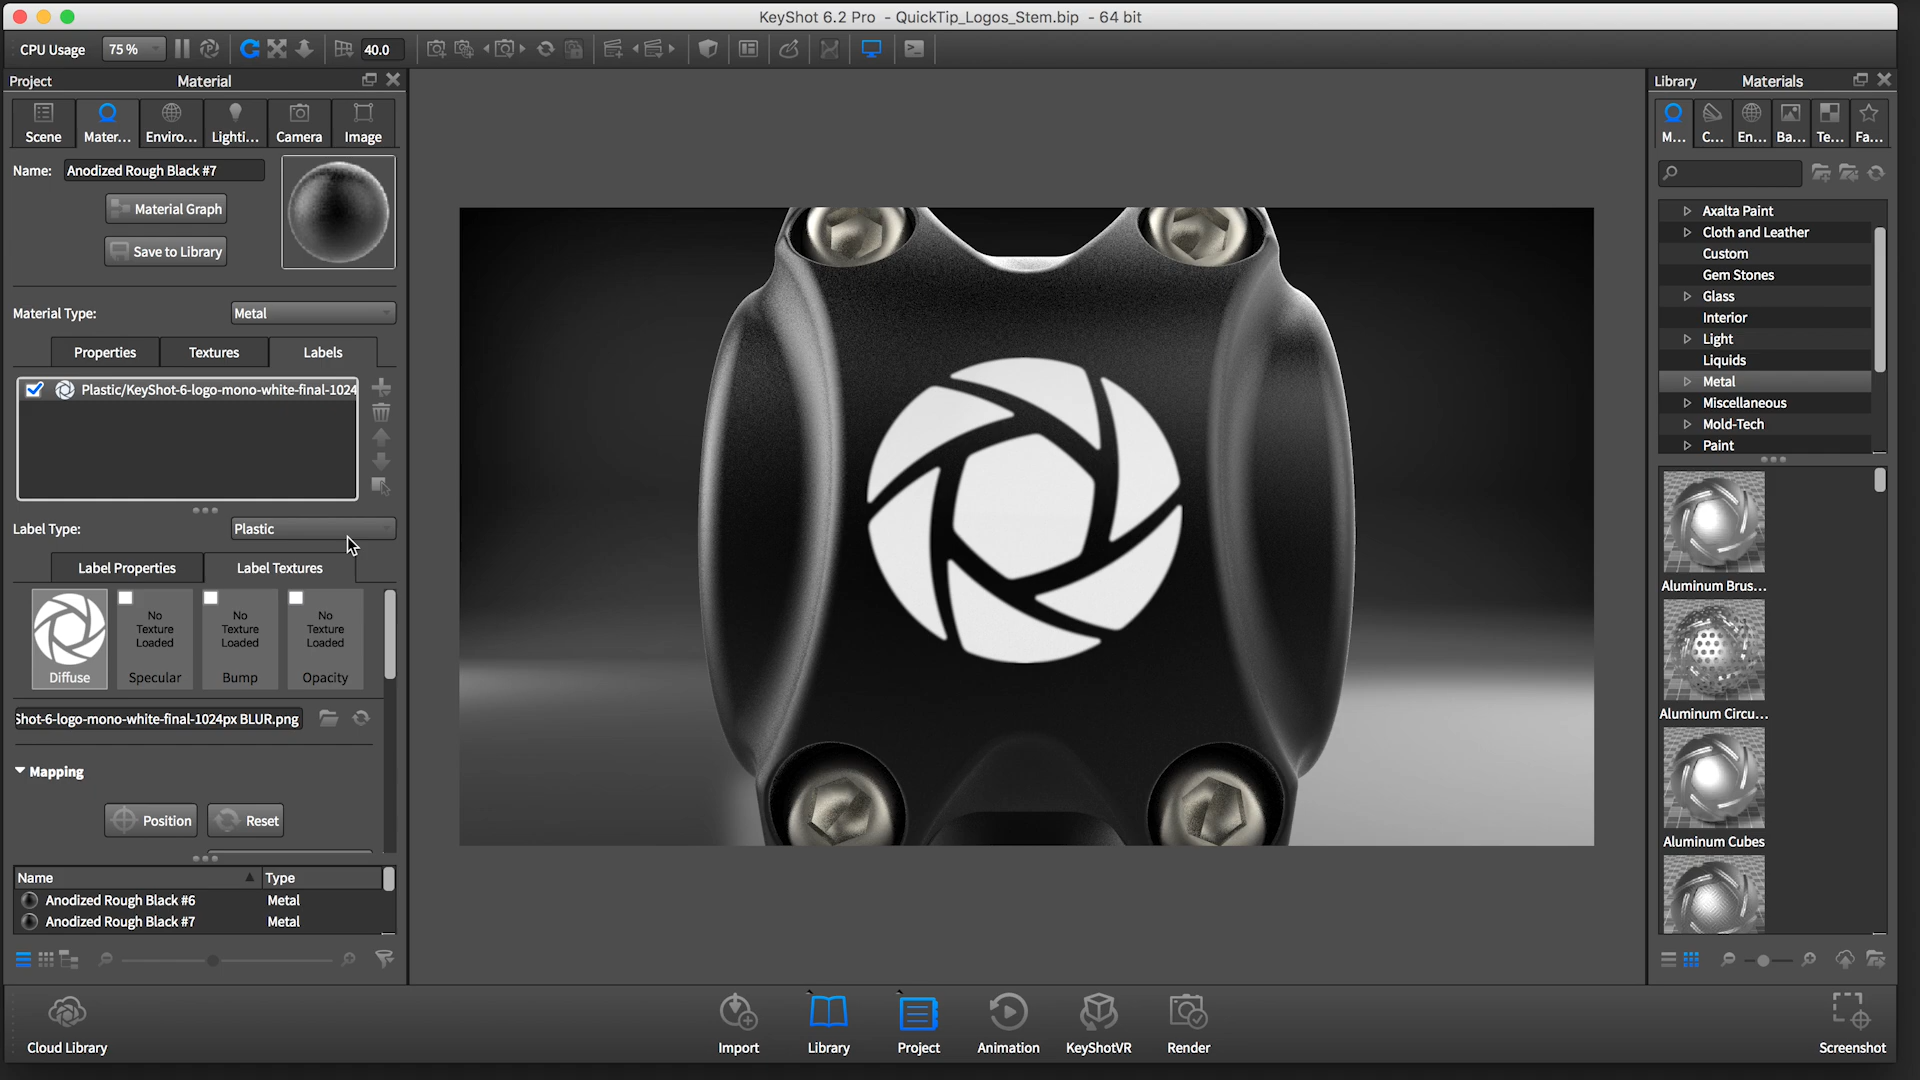 KeyShot 6.2 Pro - QuickTip_Logos_Stem.bip - 64 bit
CPU Usage 75 % 40.0
Project Material
Scene Mater... Enviro... Lighti... Camera Image
Name: Anodized Rough Black #7
Material Graph
Save to Library
Material Type: Metal
Properties Textures Labels
Plastic/KeyShot-6-logo-mono-white-final-1024
Label Type: Plastic
Label Properties Label Textures
No Texture Loaded
No Texture Loaded
No Texture Loaded
Diffuse Specular Bump Opacity
Shot-6-logo-mono-white-final-1024px BLUR.png
Mapping
Position Reset
Name Type
Anodized Rough Black #6 Metal
Anodized Rough Black #7 Metal
Library Materials
M... C... En... Ba... Te... Fa...
Axalta Paint
Cloth and Leather
Custom
Gem Stones
Glass
Interior
Light
Liquids
Metal
Miscellaneous
Mold-Tech
Paint
Aluminum Brus...
Aluminum Circu...
Aluminum Cubes
Cloud Library Import Library Project Animation KeyShotVR Render Screenshot